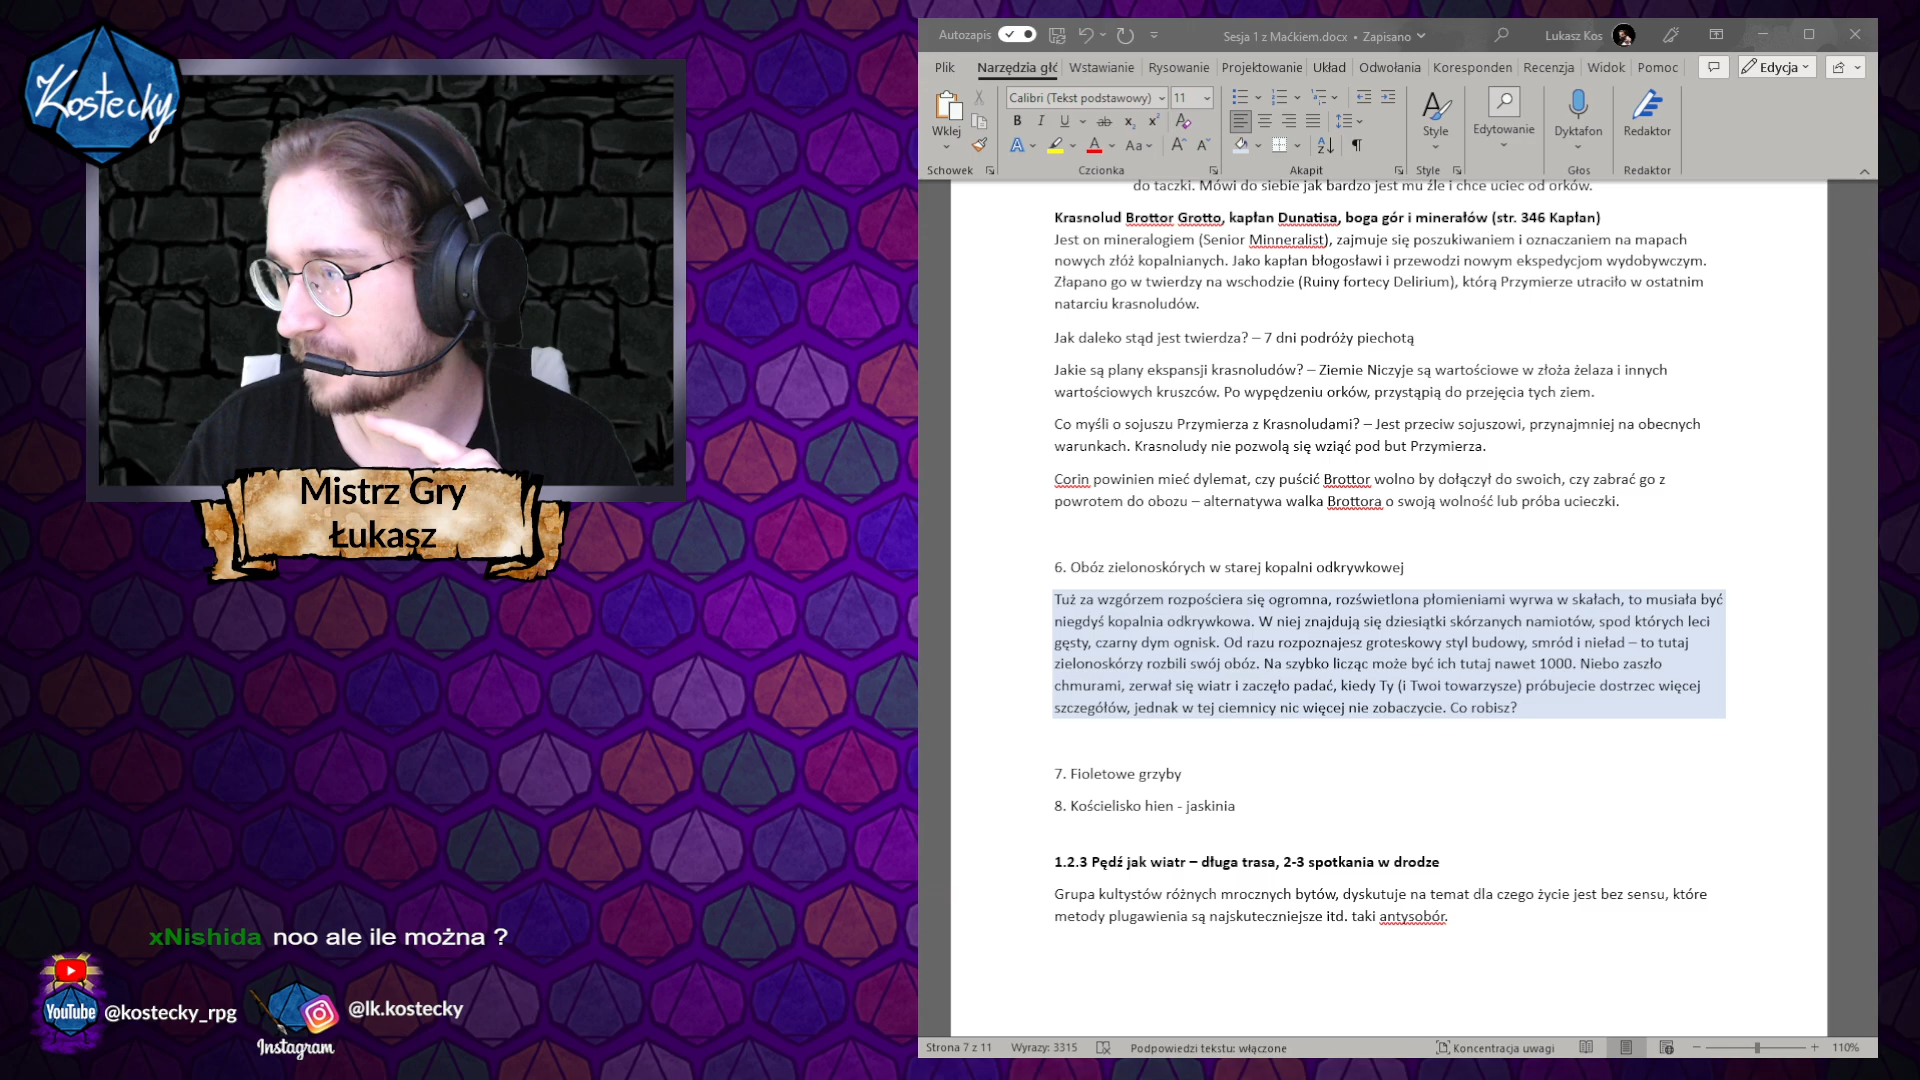 Kostecky
Mistrz Gry
Łukasz
xNishida noo ale ile można ?
YouTube @kostecky_rpg
Instagram @lk.kostecky
Autozapis
Sesja 1 z Maćkiem.docx • Zapisano
Lukasz Kos
Plik Narzędzia głć Wstawianie Rysowanie Projektowanie Układ Odwołania Koresponden Recenzja Widok Pomoc Edycja
Calibri (Tekst podstawowy) 11
Wklej
Style Edytowanie Dyktafon Redaktor
Schowek Czcionka Akapit Style Głos Redaktor
do taczki. Mówi do siebie jak bardzo jest mu źle i chce uciec od orków.
Krasnolud Brottor Grotto, kapłan Dunatisa, boga gór i minerałów (str. 346 Kapłan)
Jest on mineralogiem (Senior Minneralist), zajmuje się poszukiwaniem i oznaczaniem na mapach
nowych złóż kopalnianych. Jako kapłan błogosławi i przewodzi nowym ekspedycjom wydobywczym.
Złapano go w twierdzy na wschodzie (Ruiny fortecy Delirium), którą Przymierze utraciło w ostatnim
natarciu krasnoludów.
Jak daleko stąd jest twierdza? – 7 dni podróży piechotą
Jakie są plany ekspansji krasnoludów? – Ziemie Niczyje są wartościowe w złoża żelaza i innych
wartościowych kruszców. Po wypędzeniu orków, przystąpią do przejęcia tych ziem.
Co myśli o sojuszu Przymierza z Krasnoludami? – Jest przeciw sojuszowi, przynajmniej na obecnych
warunkach. Krasnoludy nie pozwolą się wziąć pod but Przymierza.
Corin powinien mieć dylemat, czy puścić Brottor wolno by dołączył do swoich, czy zabrać go z
powrotem do obozu – alternatywa walka Brottora o swoją wolność lub próba ucieczki.
6. Obóz zielonoskórych w starej kopalni odkrywkowej
Tuż za wzgórzem rozpościera się ogromna, rozświetlona płomieniami wyrwa w skałach, to musiała być
niegdyś kopalnia odkrywkowa. W niej znajdują się dziesiątki skórzanych namiotów, spod których leci
gęsty, czarny dym ognisk. Od razu rozpoznajesz groteskowy styl budowy, smród i nieład – to tutaj
zielonoskórzy rozbili swój obóz. Na szybko licząc może być ich tutaj nawet 1000. Niebo zaszło
chmurami, zerwał się wiatr i zaczęło padać, kiedy Ty (i Twoi towarzysze) próbujecie dostrzec więcej
szczegółów, jednak w tej ciemnicy nic więcej nie zobaczycie. Co robisz?
7. Fioletowe grzyby
8. Kościelisko hien - jaskinia
1.2.3 Pędź jak wiatr – długa trasa, 2-3 spotkania w drodze
Grupa kultystów różnych mrocznych bytów, dyskutuje na temat dla czego życie jest bez sensu, które
metody plugawienia są najskuteczniejsze itd. taki antysobór.
Strona 7 z 11 Wyrazy: 3315 Podpowiedzi tekstu: włączone Koncentracja uwagi 110%